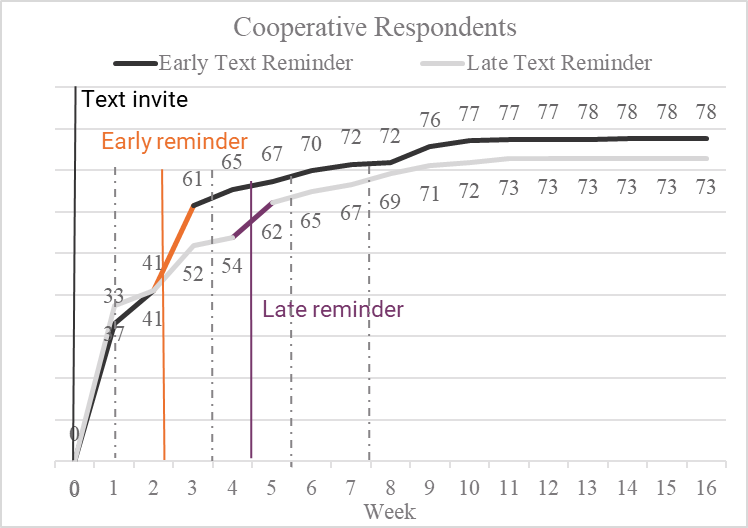 Cooperative Respondents
Early Text Reminder Late Text Reminder
Text invite
Early reminder
Late reminder
0 33 41 61 65 67 70 72 72 76 77 77 77 78 78 78 78
0 37 41 52 54 62 65 67 69 71 72 73 73 73 73 73 73
0 1 2 3 4 5 6 7 8 9 10 11 12 13 14 15 16
Week